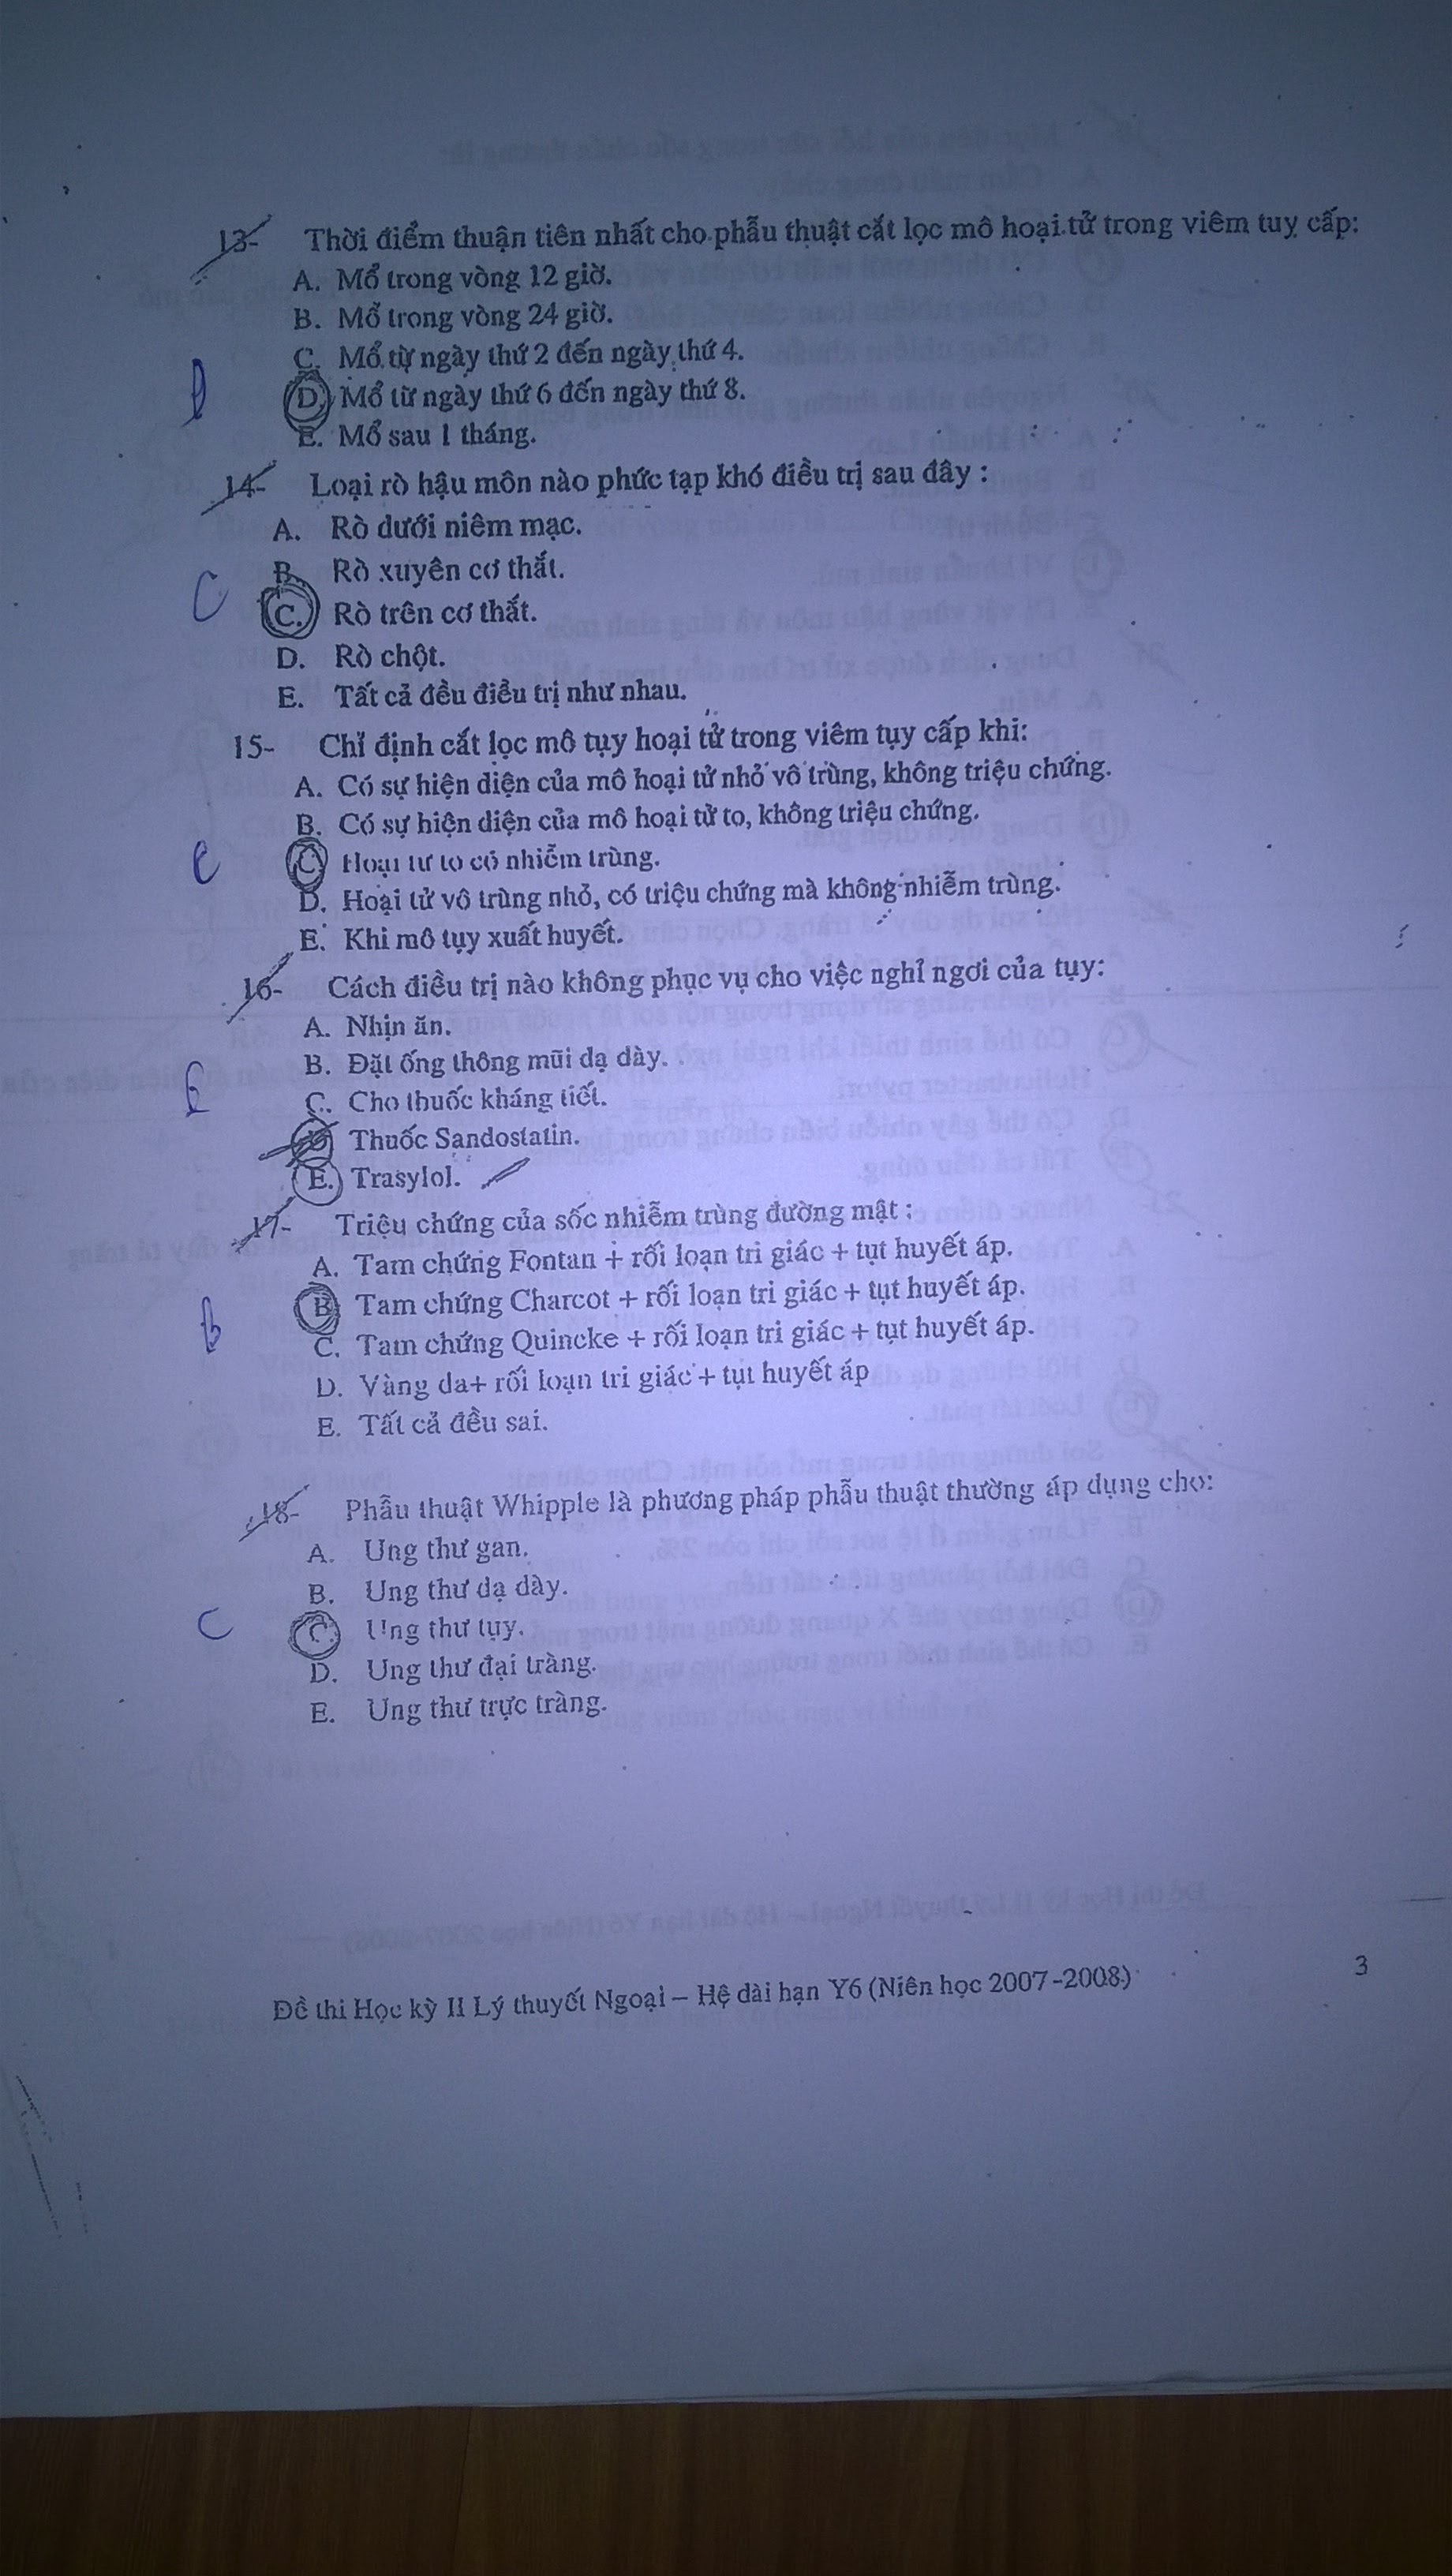 13- Thời điểm thuận tiên nhất cho phẫu thuật cắt lọc mô hoại tử trong viêm tuỵ cấp:
A. Mổ trong vòng 12 giờ.
B. Mổ trong vòng 24 giờ.
C. Mổ từ ngày thứ 2 đến ngày thứ 4.
D D. Mổ từ ngày thứ 6 đến ngày thứ 8.
E. Mổ sau 1 tháng.
14- Loại rò hậu môn nào phức tạp khó điều trị sau đây :
A. Rò dưới niêm mạc.
B. Rò xuyên cơ thắt.
C C. Rò trên cơ thắt.
D. Rò chột.
E. Tất cả đều điều trị như nhau.
15- Chỉ định cắt lọc mô tụy hoại tử trong viêm tụy cấp khi:
A. Có sự hiện diện của mô hoại tử nhỏ vô trùng, không triệu chứng.
B. Có sự hiện diện của mô hoại tử to, không triệu chứng.
C C. Hoại tử to có nhiễm trùng.
D. Hoại tử vô trùng nhỏ, có triệu chứng mà không nhiễm trùng.
E. Khi mô tụy xuất huyết.
16- Cách điều trị nào không phục vụ cho việc nghỉ ngơi của tụy:
A. Nhịn ăn.
B. Đặt ống thông mũi dạ dày.
E C. Cho thuốc kháng tiết.
D. Thuốc Sandostatin.
E. Trasylol.
17- Triệu chứng của sốc nhiễm trùng đường mật :
A. Tam chứng Fontan + rối loạn tri giác + tụt huyết áp.
b B. Tam chứng Charcot + rối loạn tri giác + tụt huyết áp.
C. Tam chứng Quincke + rối loạn tri giác + tụt huyết áp.
D. Vàng da+ rối loạn tri giác + tụt huyết áp
E. Tất cả đều sai.
18- Phẫu thuật Whipple là phương pháp phẫu thuật thường áp dụng cho:
A. Ung thư gan.
B. Ung thư dạ dày.
C C. Ung thư tụy.
D. Ung thư đại tràng.
E. Ung thư trực tràng.
Đề thi Học kỳ II Lý thuyết Ngoại – Hệ dài hạn Y6 (Niên học 2007-2008) 3